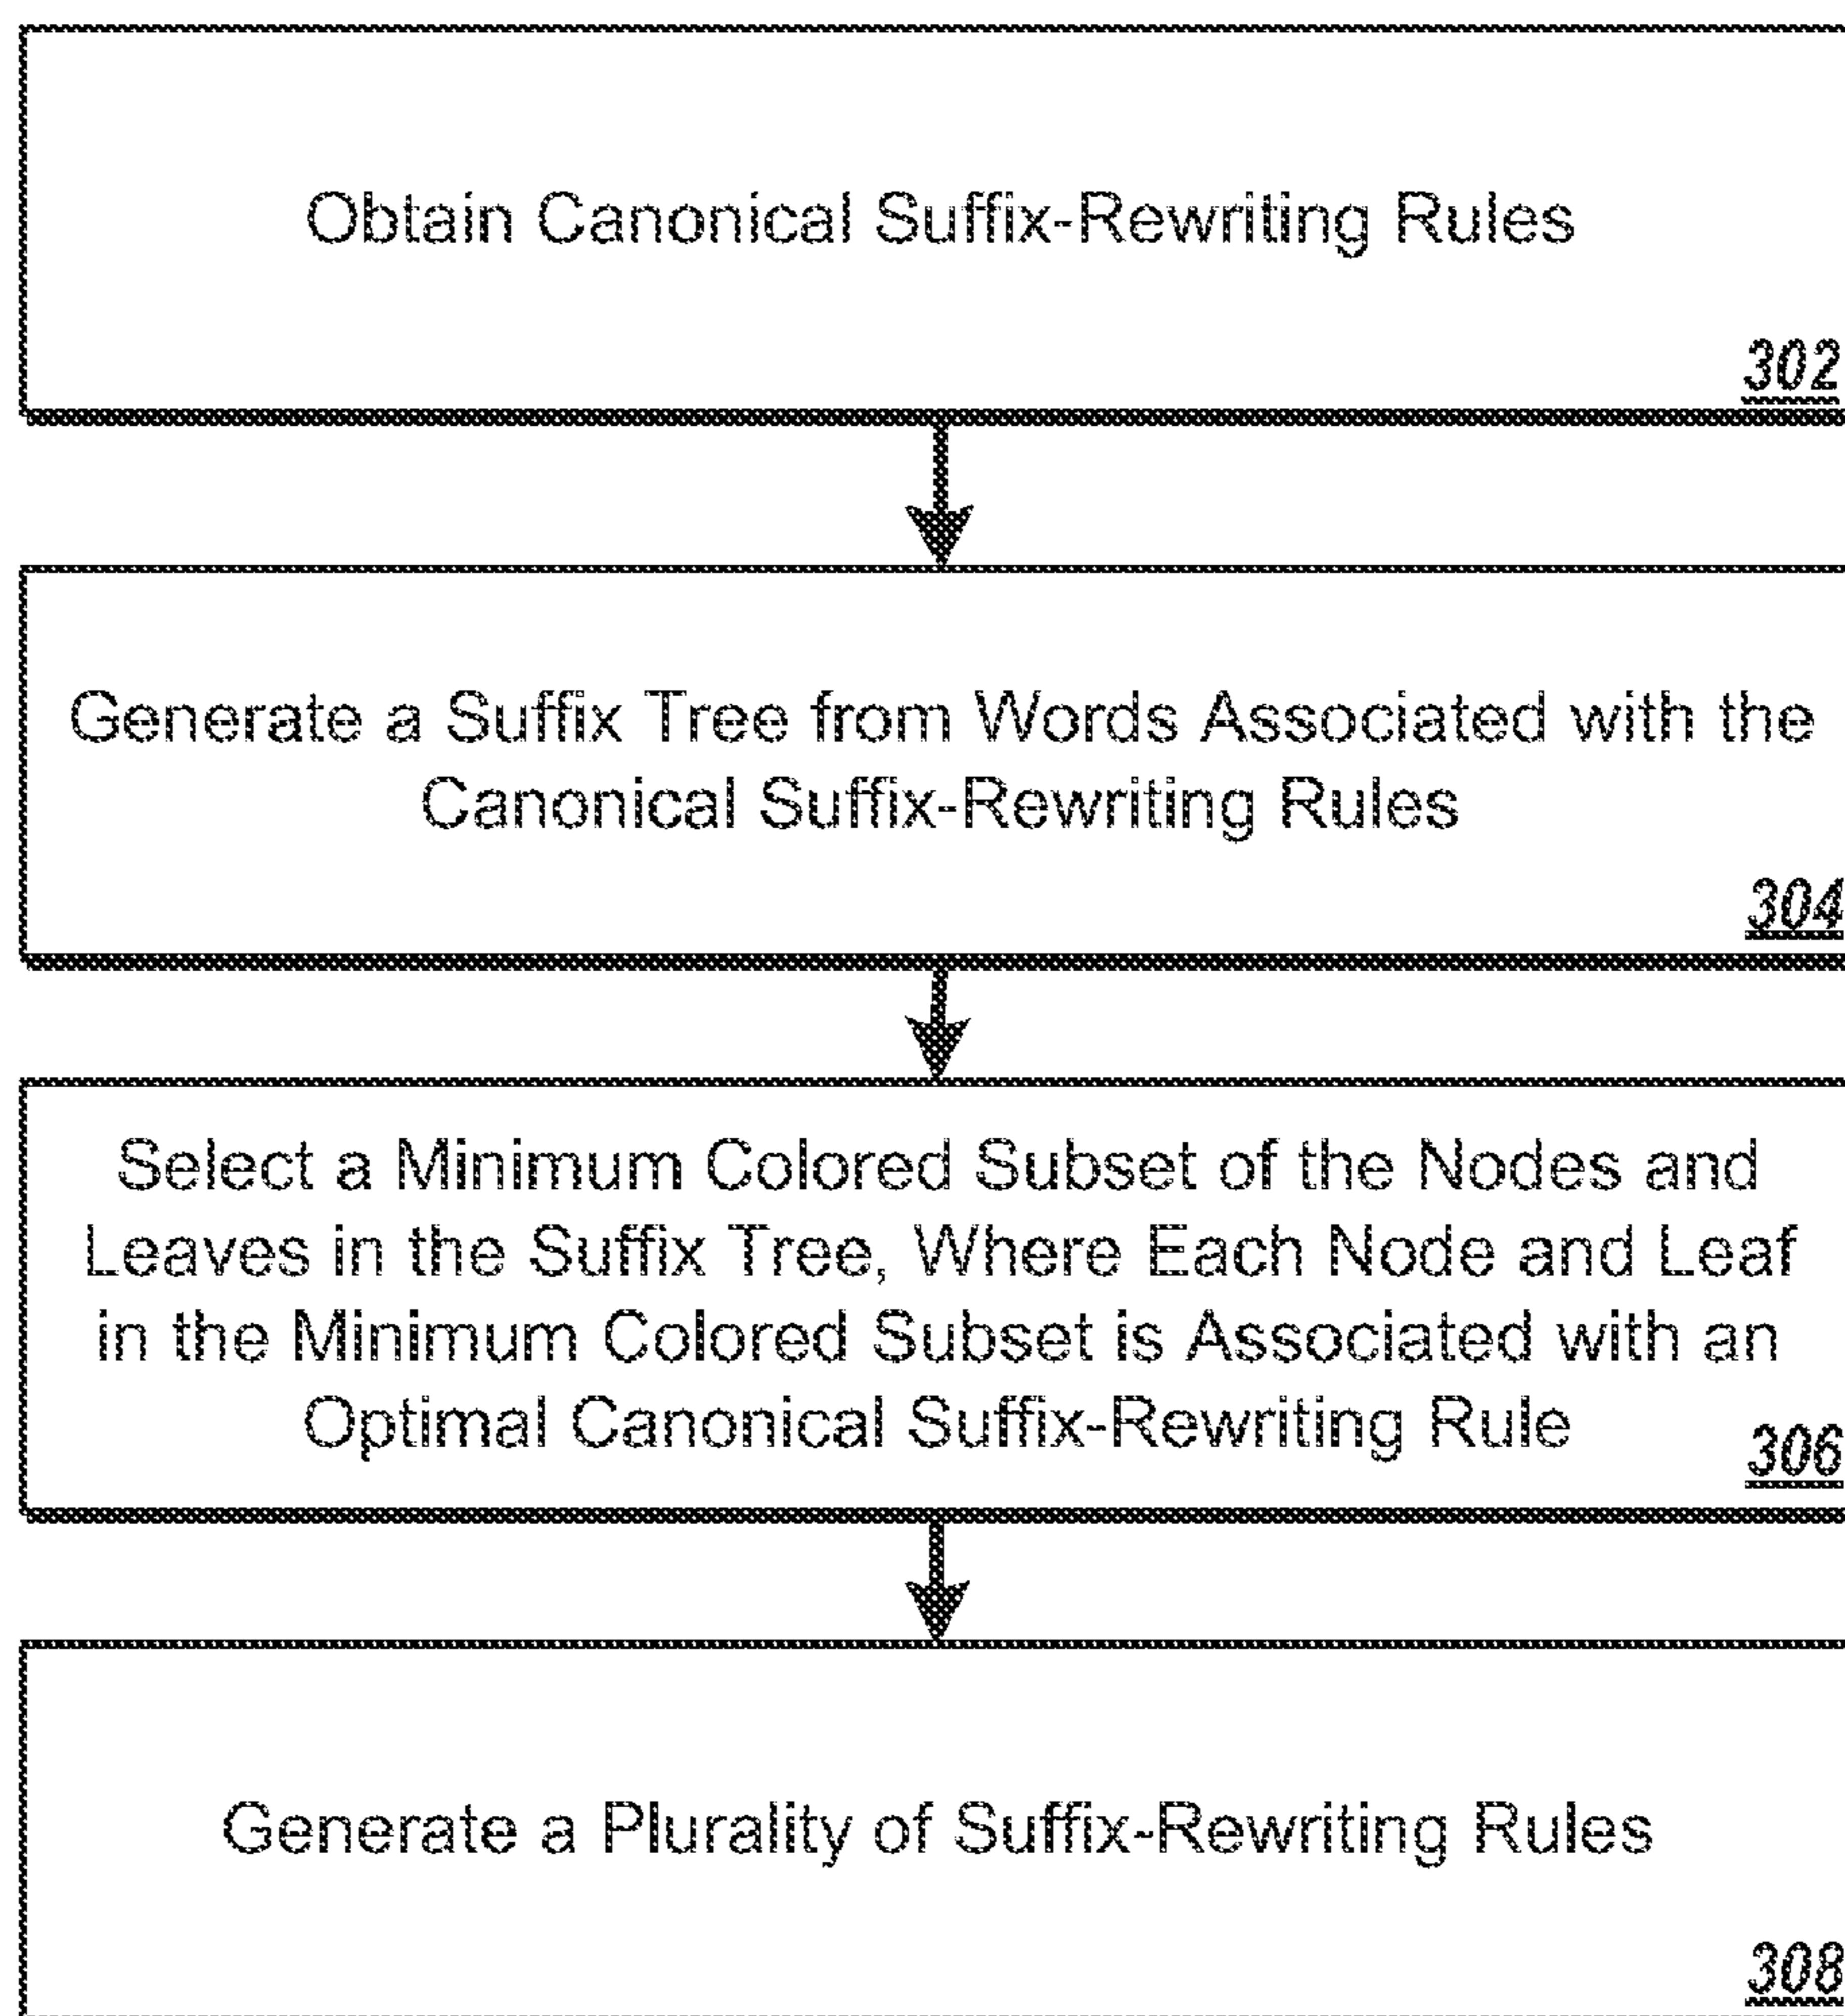 Obtain Canonical Suffix-Rewriting Rules
302
Generate a Suffix Tree from Words Associated with the
Canonical Suffix-Rewriting Rules
304
Select a Minimum Colored Subset of the Nodes and
Leaves in the Suffix Tree, Where Each Node and Leaf
in the Minimum Colored Subset is Associated with an
Optimal Canonical Suffix-Rewriting Rule
306
Generate a Plurality of Suffix-Rewriting Rules
308